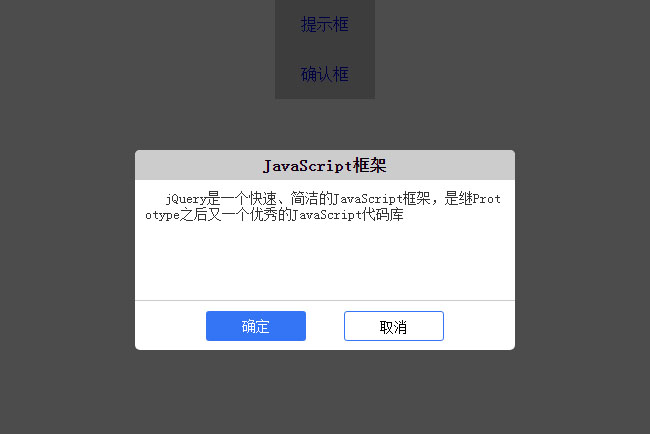 提示框
确认框
JavaScript框架
jQuery是一个快速、简洁的JavaScript框架，是继Prot
otype之后又一个优秀的JavaScript代码库
确定
取消